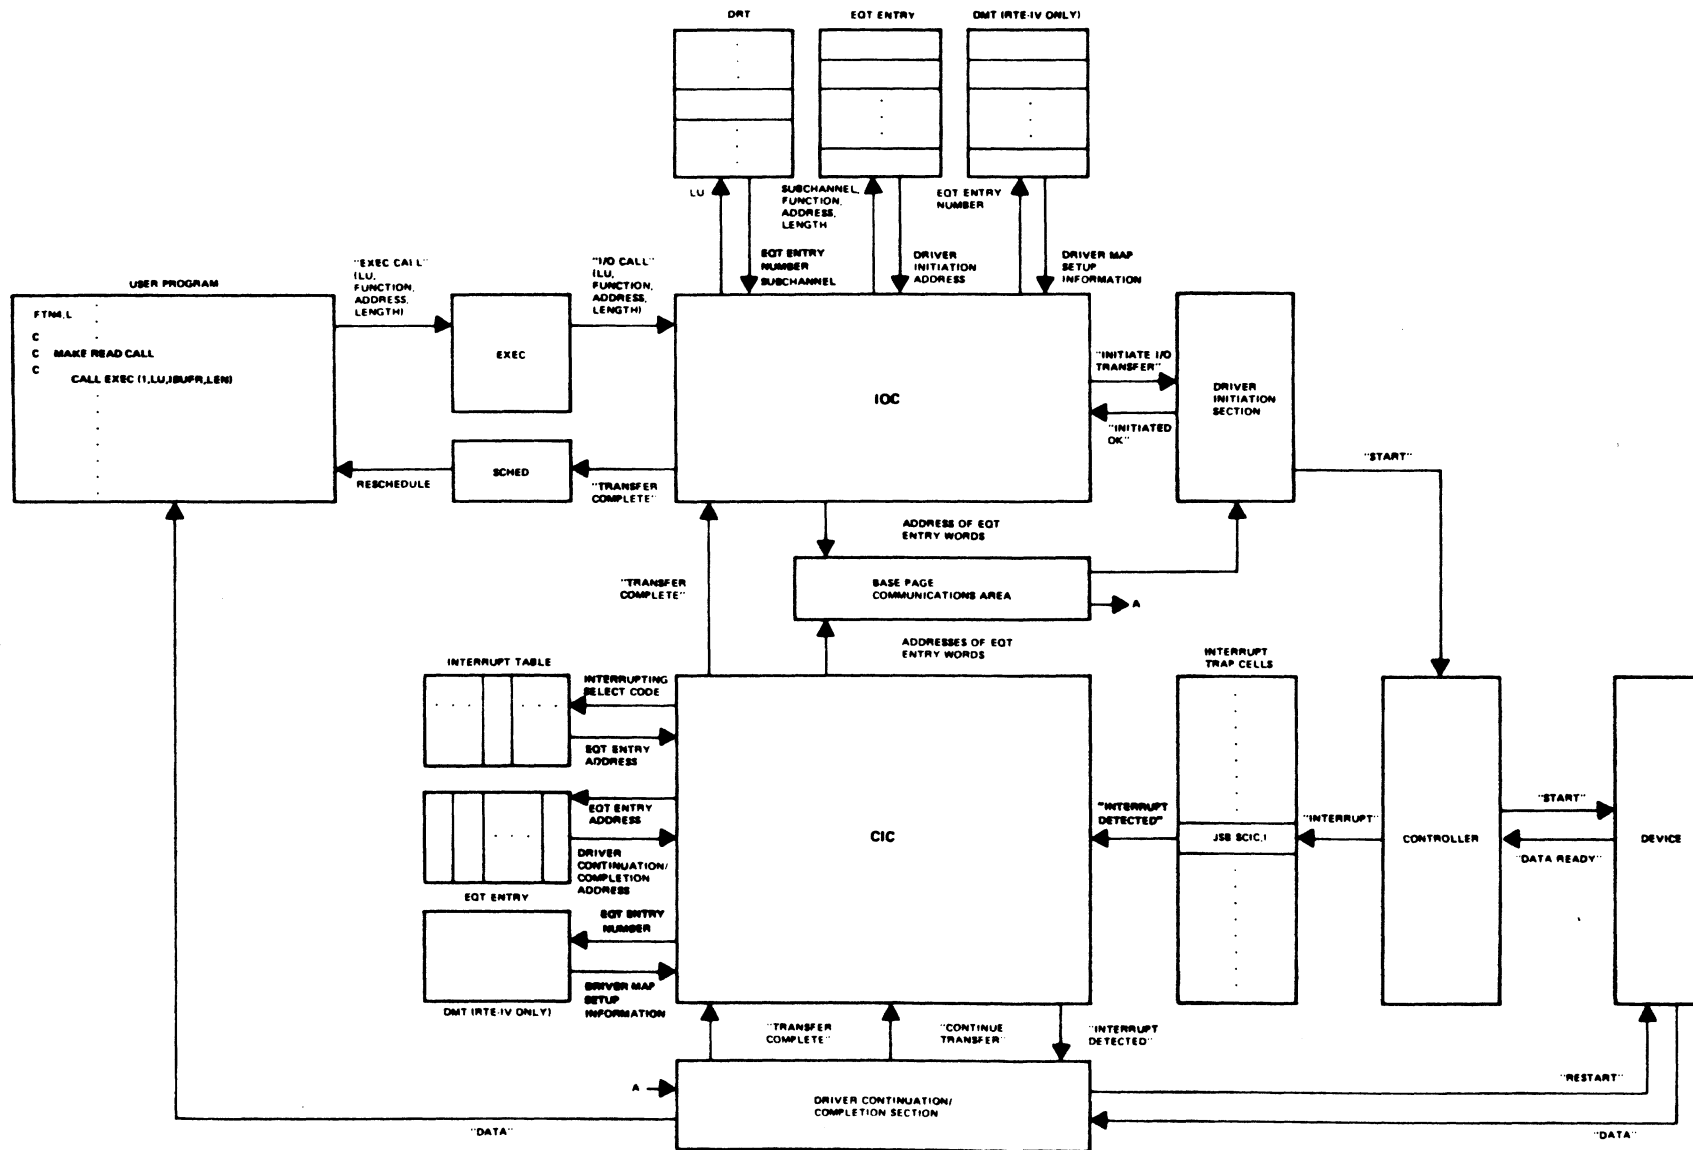 DRT
EQT ENTRY
DMT (RTE-IV ONLY)
LU
SUBCHANNEL,
FUNCTION,
ADDRESS,
LENGTH
EQT ENTRY
NUMBER
EQT ENTRY
NUMBER
SUBCHANNEL
DRIVER
INITIATION
ADDRESS
DRIVER MAP
SETUP
INFORMATION
USER PROGRAM
FTN4,L
C
C MAKE READ CALL
C
CALL EXEC (1,LU,IBUFR,LEN)
"EXEC CALL"
(LU,
FUNCTION,
ADDRESS,
LENGTH)
EXEC
"I/O CALL"
(LU,
FUNCTION,
ADDRESS,
LENGTH)
IOC
"INITIATE I/O
TRANSFER"
"INITIATED
OK"
DRIVER
INITIATION
SECTION
"START"
RESCHEDULE
SCHED
"TRANSFER
COMPLETE"
ADDRESS OF EQT
ENTRY WORDS
"TRANSFER
COMPLETE"
BASE PAGE
COMMUNICATIONS AREA
A
ADDRESSES OF EQT
ENTRY WORDS
INTERRUPT TABLE
INTERRUPTING
SELECT CODE
EQT ENTRY
ADDRESS
EQT ENTRY
ADDRESS
DRIVER
CONTINUATION/
COMPLETION
ADDRESS
EQT ENTRY
EQT ENTRY
NUMBER
DRIVER MAP
SETUP
INFORMATION
DMT (RTE-IV ONLY)
CIC
"INTERRUPT
DETECTED"
INTERRUPT
TRAP CELLS
JSB $CIC,I
"INTERRUPT"
CONTROLLER
"START"
"DATA READY"
DEVICE
"TRANSFER
COMPLETE"
"CONTINUE
TRANSFER"
"INTERRUPT
DETECTED"
A
DRIVER CONTINUATION/
COMPLETION SECTION
"RESTART"
"DATA"
"DATA"